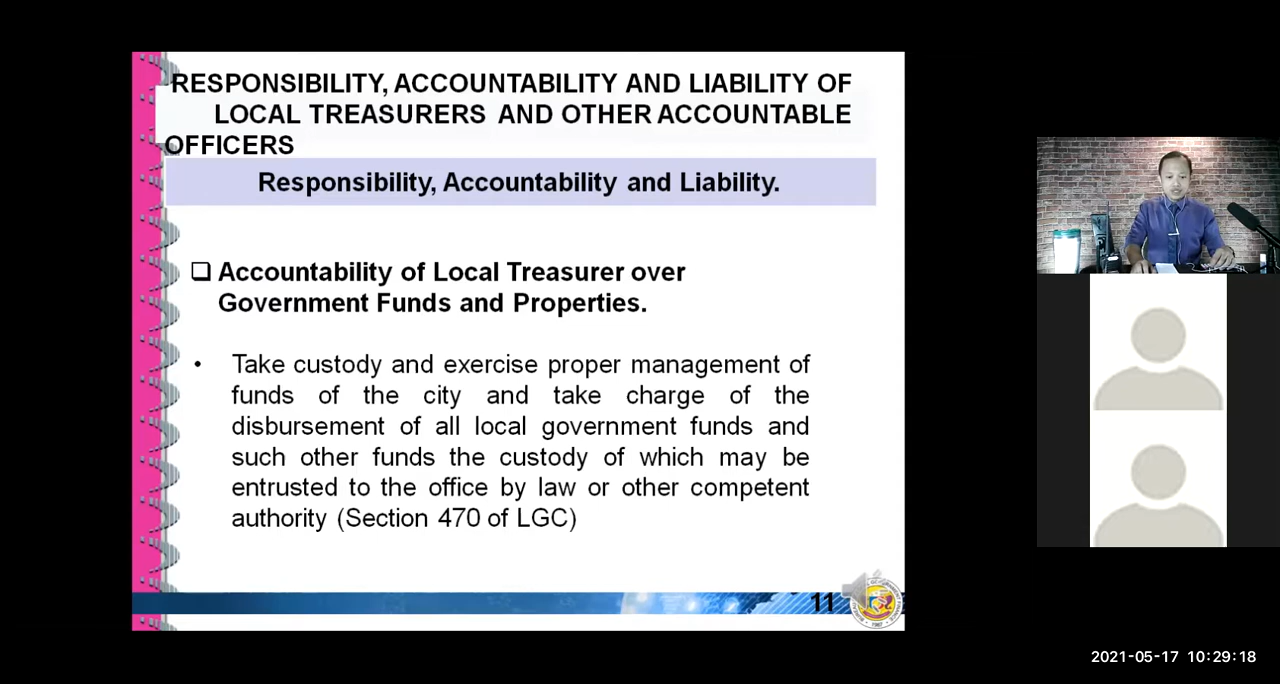 RESPONSIBILITY, ACCOUNTABILITY AND LIABILITY OF
LOCAL TREASURERS AND OTHER ACCOUNTABLE
OFFICERS
Responsibility, Accountability and Liability.
❑ Accountability of Local Treasurer over
Government Funds and Properties.
• Take custody and exercise proper management of
funds of the city and take charge of the
disbursement of all local government funds and
such other funds the custody of which may be
entrusted to the office by law or other competent
authority (Section 470 of LGC)
11
2021-05-17 10:29:18